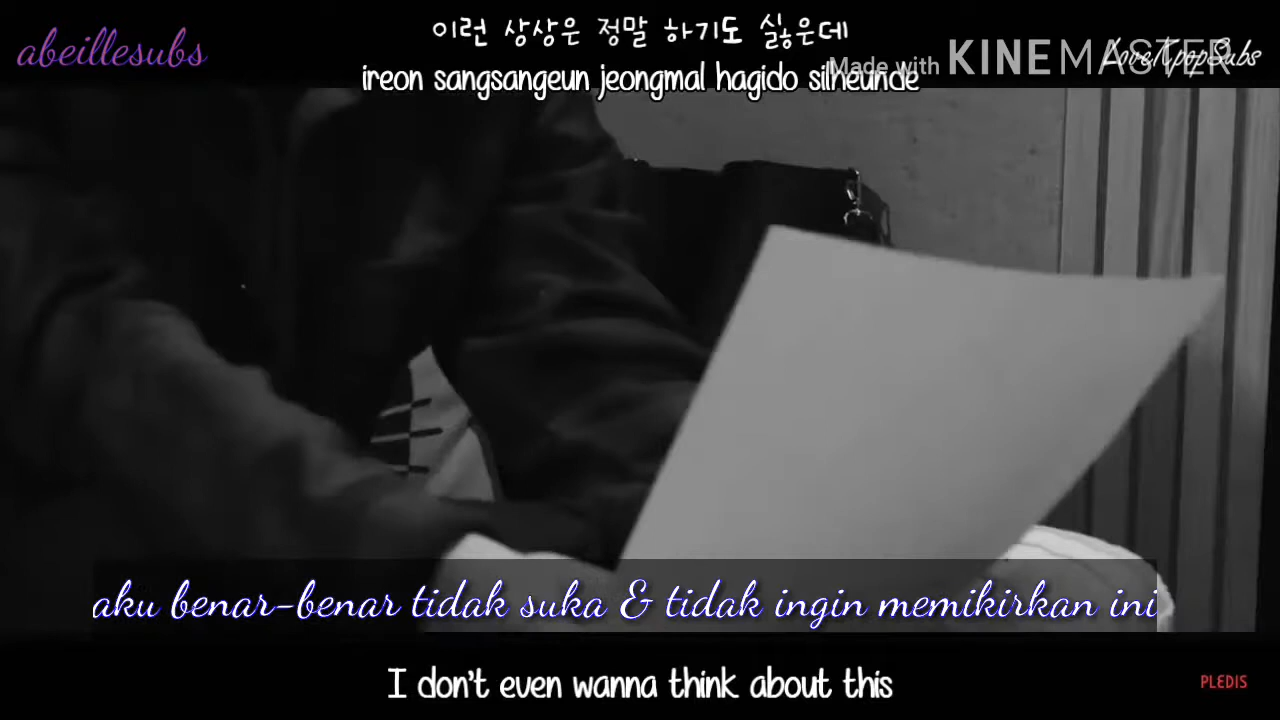 abeillesubs
이런 상상은 정말 하기도 싫은데
Made with KINEMASTER
LoveKpopSubs
ireon sangsangeun jeongmal hagido silheunde
aku benar-benar tidak suka & tidak ingin memikirkan ini
I don't even wanna think about this
PLEDIS